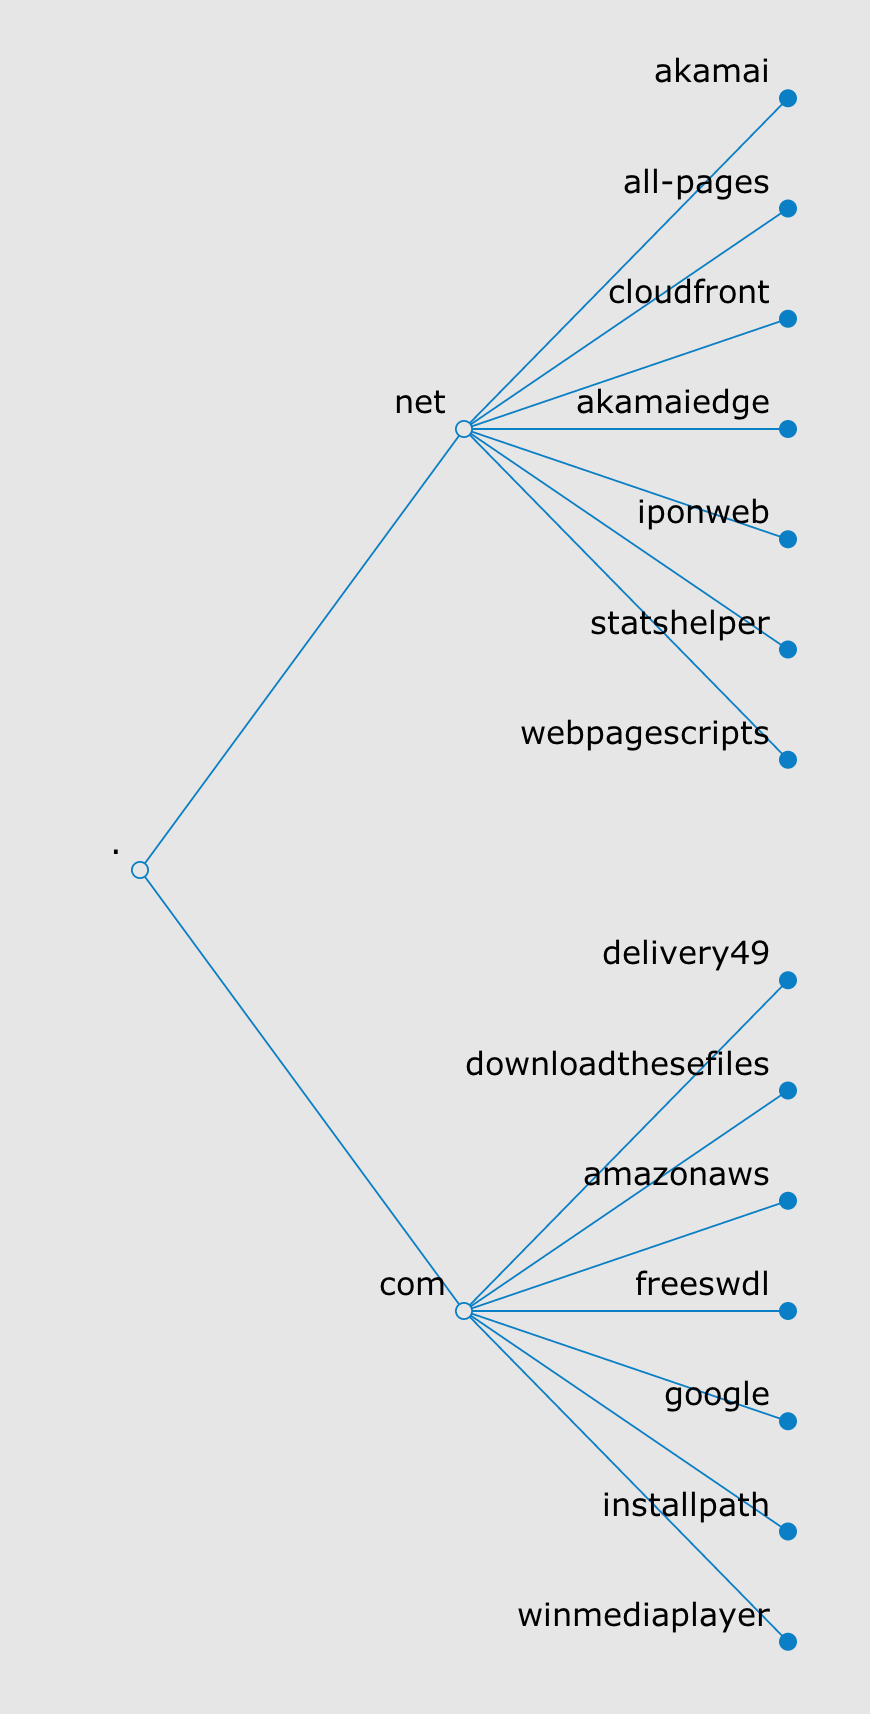 akamai
all-pages
cloudfront
net
akamaiedge
iponweb
statshelper
webpagescripts
.
delivery49
downloadthesefiles
amazonaws
com
freeswdl
google
installpath
winmediaplayer